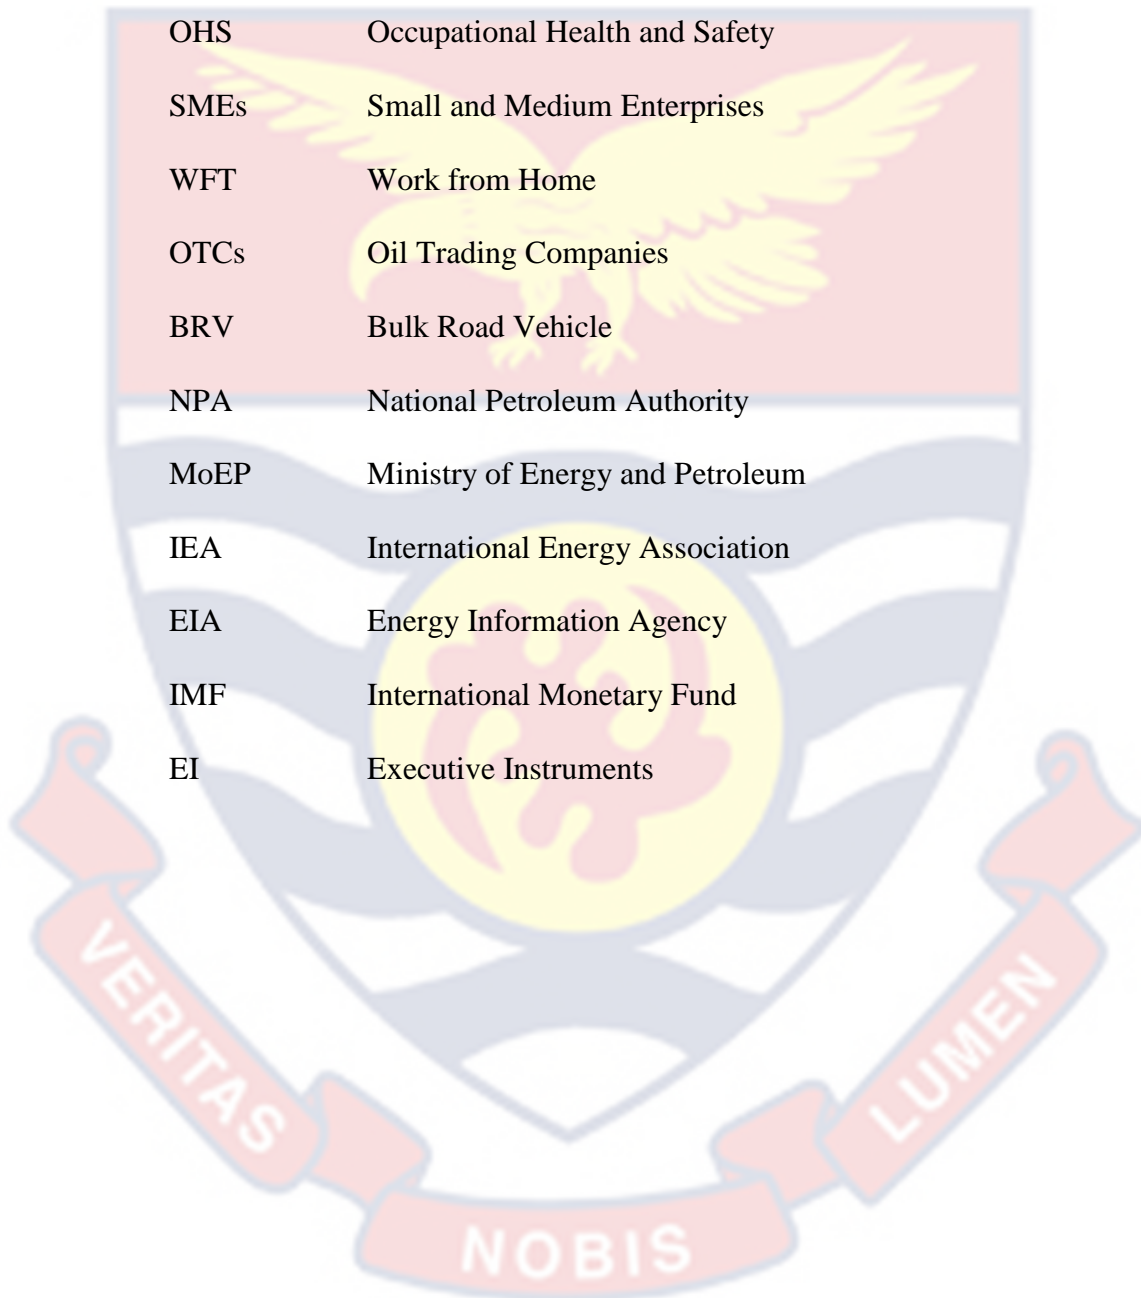 OHS Occupational Health and Safety
SMEs Small and Medium Enterprises
WFT Work from Home
OTCs Oil Trading Companies
BRV Bulk Road Vehicle
NPA National Petroleum Authority
MoEP Ministry of Energy and Petroleum
IEA International Energy Association
EIA Energy Information Agency
IMF International Monetary Fund
EI Executive Instruments
VERITAS
NOBIS
LUMEN